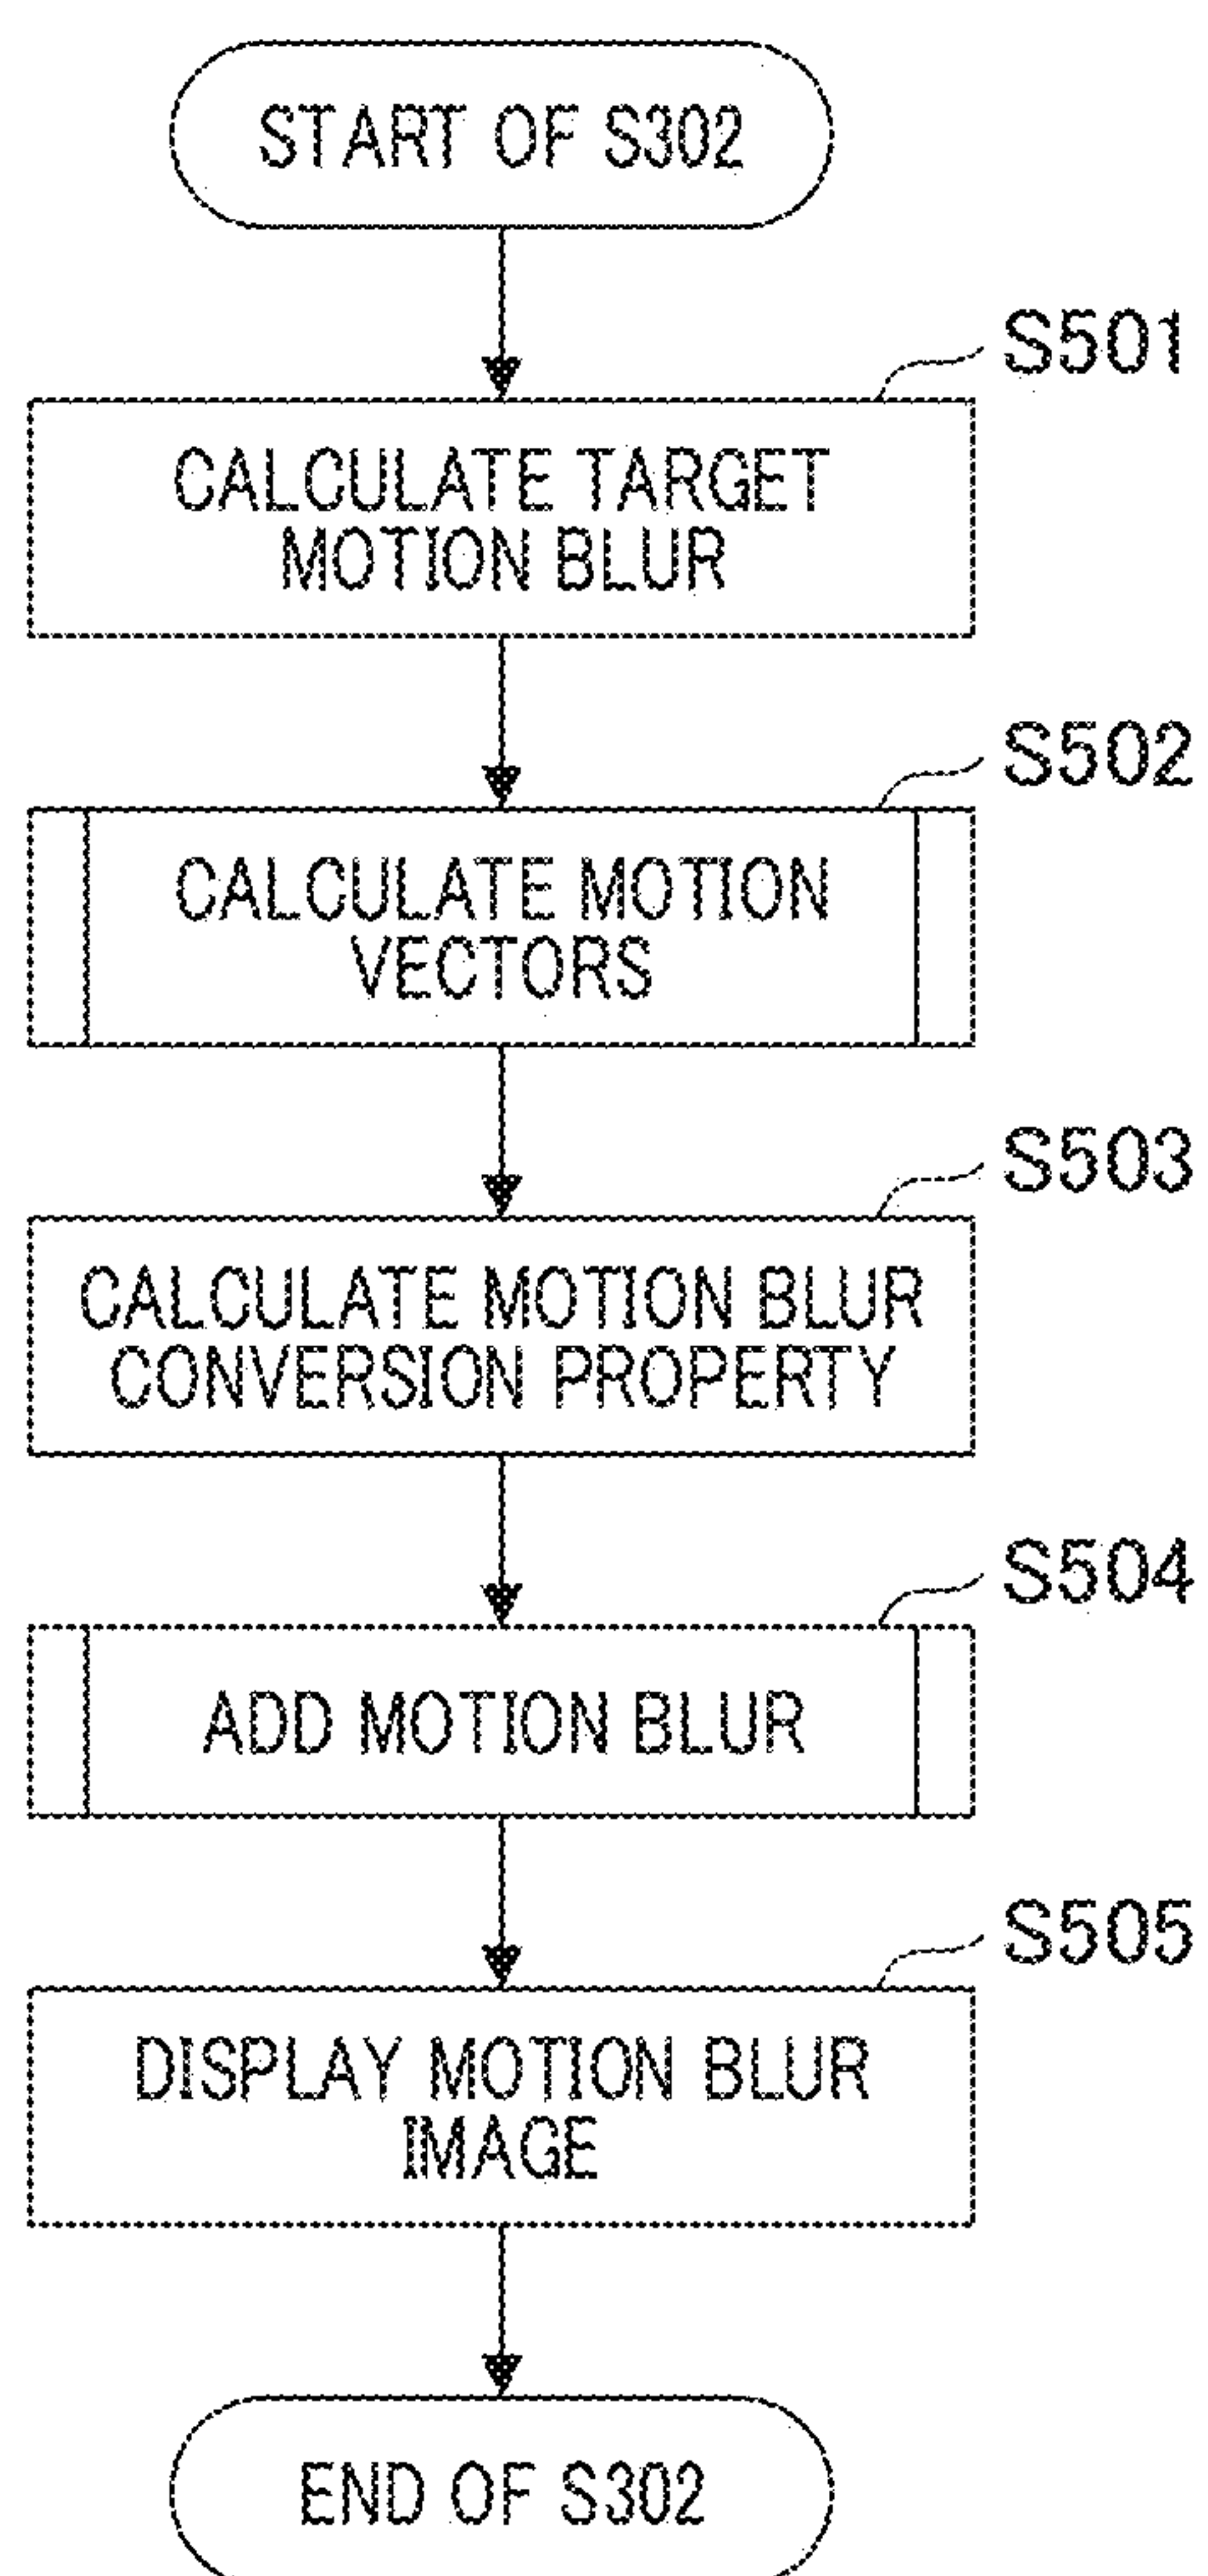 START OF S302
S501
CALCULATE TARGET
MOTION BLUR
S502
CALCULATE MOTION
VECTORS
S503
CALCULATE MOTION BLUR
CONVERSION PROPERTY
S504
ADD MOTION BLUR
S505
DISPLAY MOTION BLUR
IMAGE
END OF S302